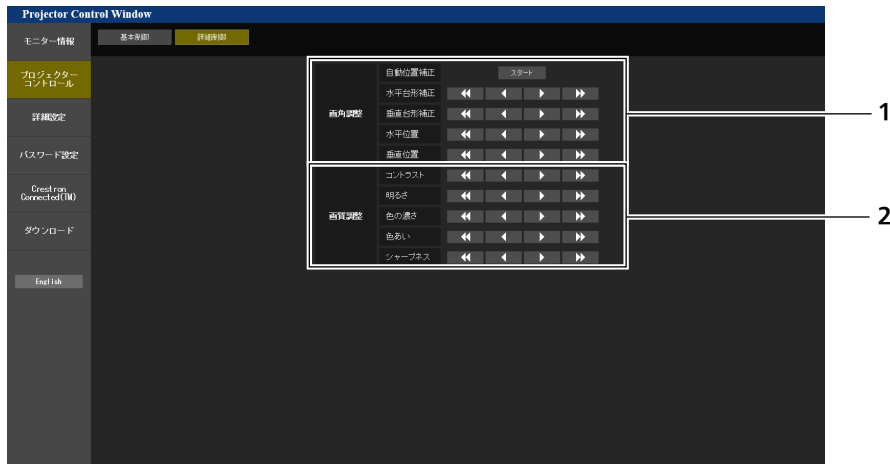 Projector Control Window
モニター情報
基本制御
詳細制御
プロジェクター
コントロール
詳細設定
パスワード設定
Crestron
Connected(TM)
ダウンロード
English
画角調整
自動位置補正
スタート
水平台形補正
垂直台形補正
水平位置
垂直位置
画質調整
コントラスト
明るさ
色の濃さ
色あい
シャープネス
1
2